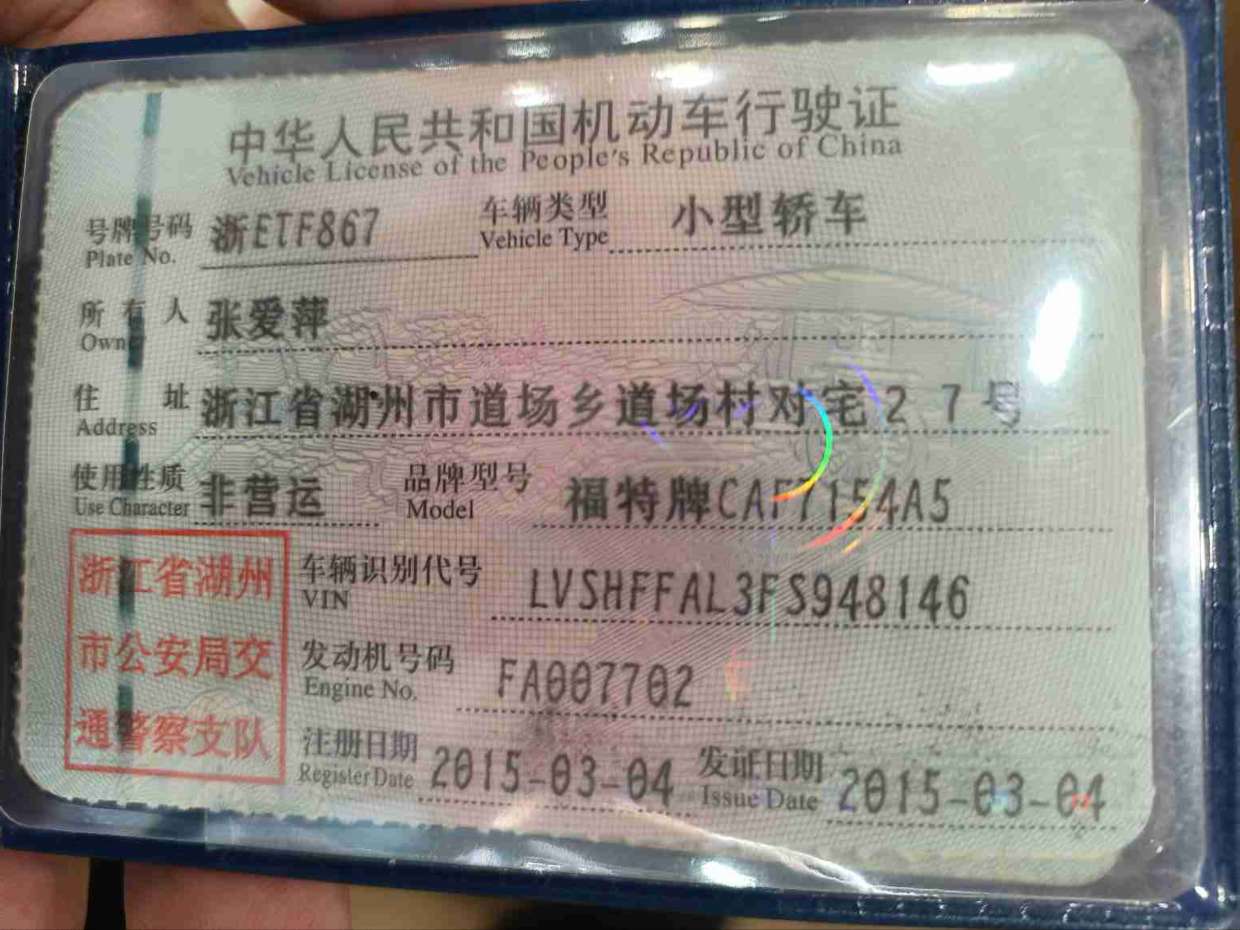 中华人民共和国机动车行驶证
Vehicle License of the People's Republic of China
号牌号码 浙ETF867 车辆类型 小型轿车
Plate No. Vehicle Type
所有人 张爱萍
Owner
住址 浙江省湖州市道场乡道场村对宅27号
Address
使用性质 非营运 品牌型号 福特牌CAF7154A5
Use Character Model
浙江省湖州
市公安局交
通警察支队
车辆识别代号 LVSHFFAL3FS948146
VIN
发动机号码 FA007702
Engine No.
注册日期 2015-03-04 发证日期 2015-03-04
Register Date Issue Date